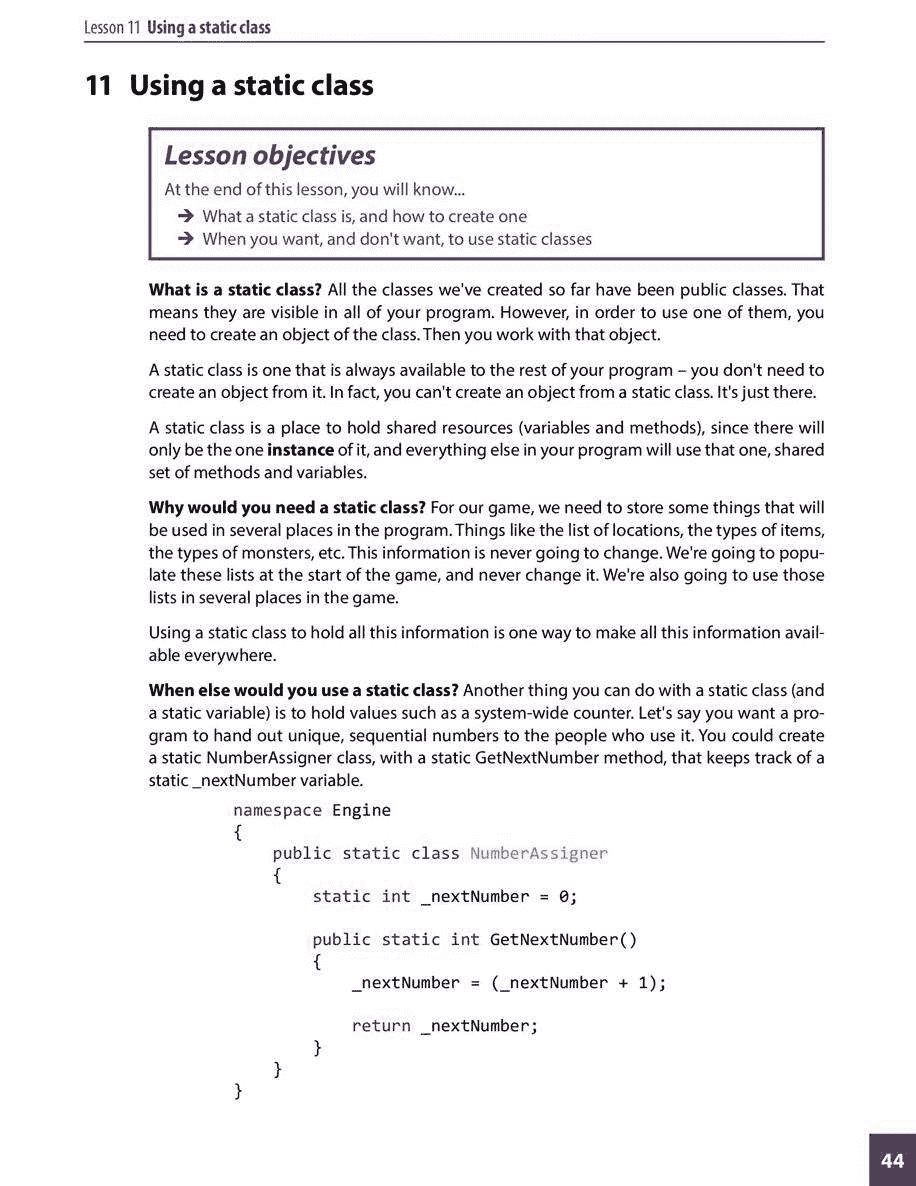 Lesson 11 Using a static class
11 Using a static class
Lesson objectives
At the end of this lesson, you will know...
➔ What a static class is, and how to create one
➔ When you want, and don't want, to use static classes
What is a static class? All the classes we've created so far have been public classes. That
means they are visible in all of your program. However, in order to use one of them, you
need to create an object of the class. Then you work with that object.
A static class is one that is always available to the rest of your program – you don't need to
create an object from it. In fact, you can't create an object from a static class. It's just there.
A static class is a place to hold shared resources (variables and methods), since there will
only be the one instance of it, and everything else in your program will use that one, shared
set of methods and variables.
Why would you need a static class? For our game, we need to store some things that will
be used in several places in the program. Things like the list of locations, the types of items,
the types of monsters, etc. This information is never going to change. We're going to popu-
late these lists at the start of the game, and never change it. We're also going to use those
lists in several places in the game.
Using a static class to hold all this information is one way to make all this information avail-
able everywhere.
When else would you use a static class? Another thing you can do with a static class (and
a static variable) is to hold values such as a system-wide counter. Let's say you want a pro-
gram to hand out unique, sequential numbers to the people who use it. You could create
a static NumberAssigner class, with a static GetNextNumber method, that keeps track of a
static _nextNumber variable.
namespace Engine
{
public static class NumberAssigner
{
static int _nextNumber = 0;
public static int GetNextNumber()
{
_nextNumber = (_nextNumber + 1);
return _nextNumber;
}
}
}
44